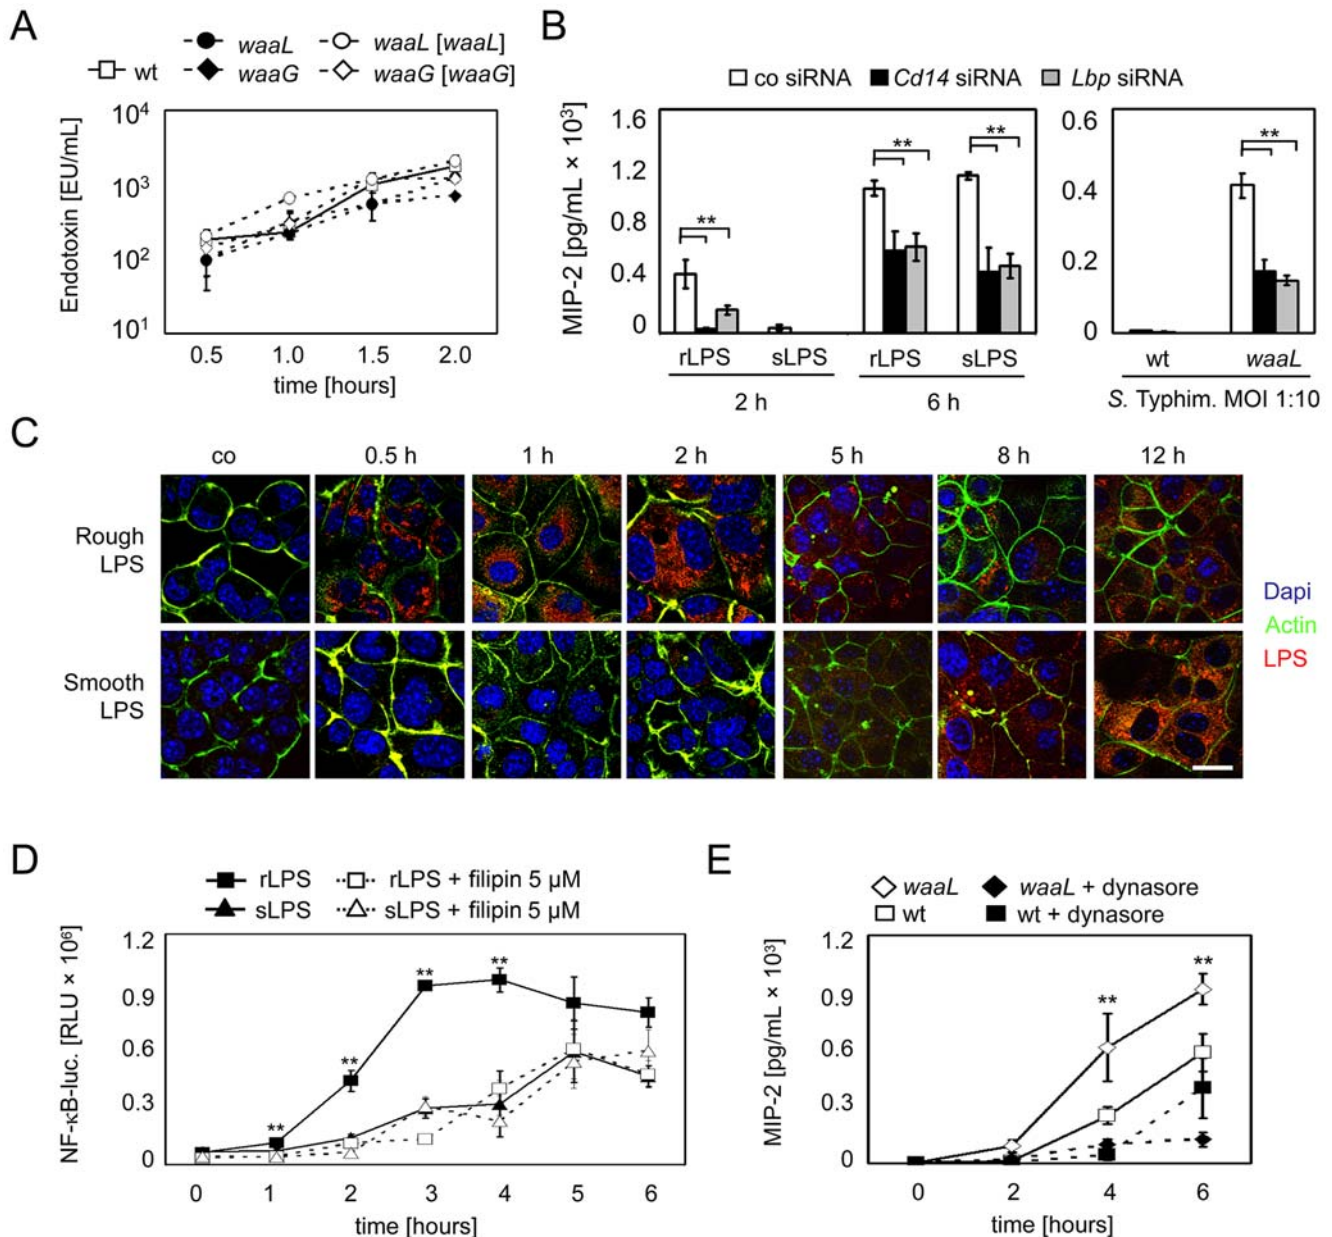 A
waaL
waaL [waaL]
wt
waaG
waaG [waaG]
Endotoxin [EU/mL]
10⁴
10³
10²
10¹
0.5 1.0 1.5 2.0
time [hours]
B
co siRNA Cd14 siRNA Lbp siRNA
MIP-2 [pg/mL × 10³]
1.6
1.2
0.8
0.4
0
**
**
**
rLPS sLPS rLPS sLPS
2 h 6 h
0.6
0.4
0.2
0
**
wt waaL
S. Typhim. MOI 1:10
C
co 0.5 h 1 h 2 h 5 h 8 h 12 h
Rough
LPS
Smooth
LPS
Dapi
Actin
LPS
D
rLPS rLPS + filipin 5 µM
sLPS sLPS + filipin 5 µM
NF-κB-luc. [RLU × 10⁶]
1.2
0.9
0.6
0.3
0
**
**
**
**
0 1 2 3 4 5 6
time [hours]
E
waaL waaL + dynasore
wt wt + dynasore
MIP-2 [pg/mL × 10³]
1.2
0.9
0.6
0.3
0
**
**
0 2 4 6
time [hours]